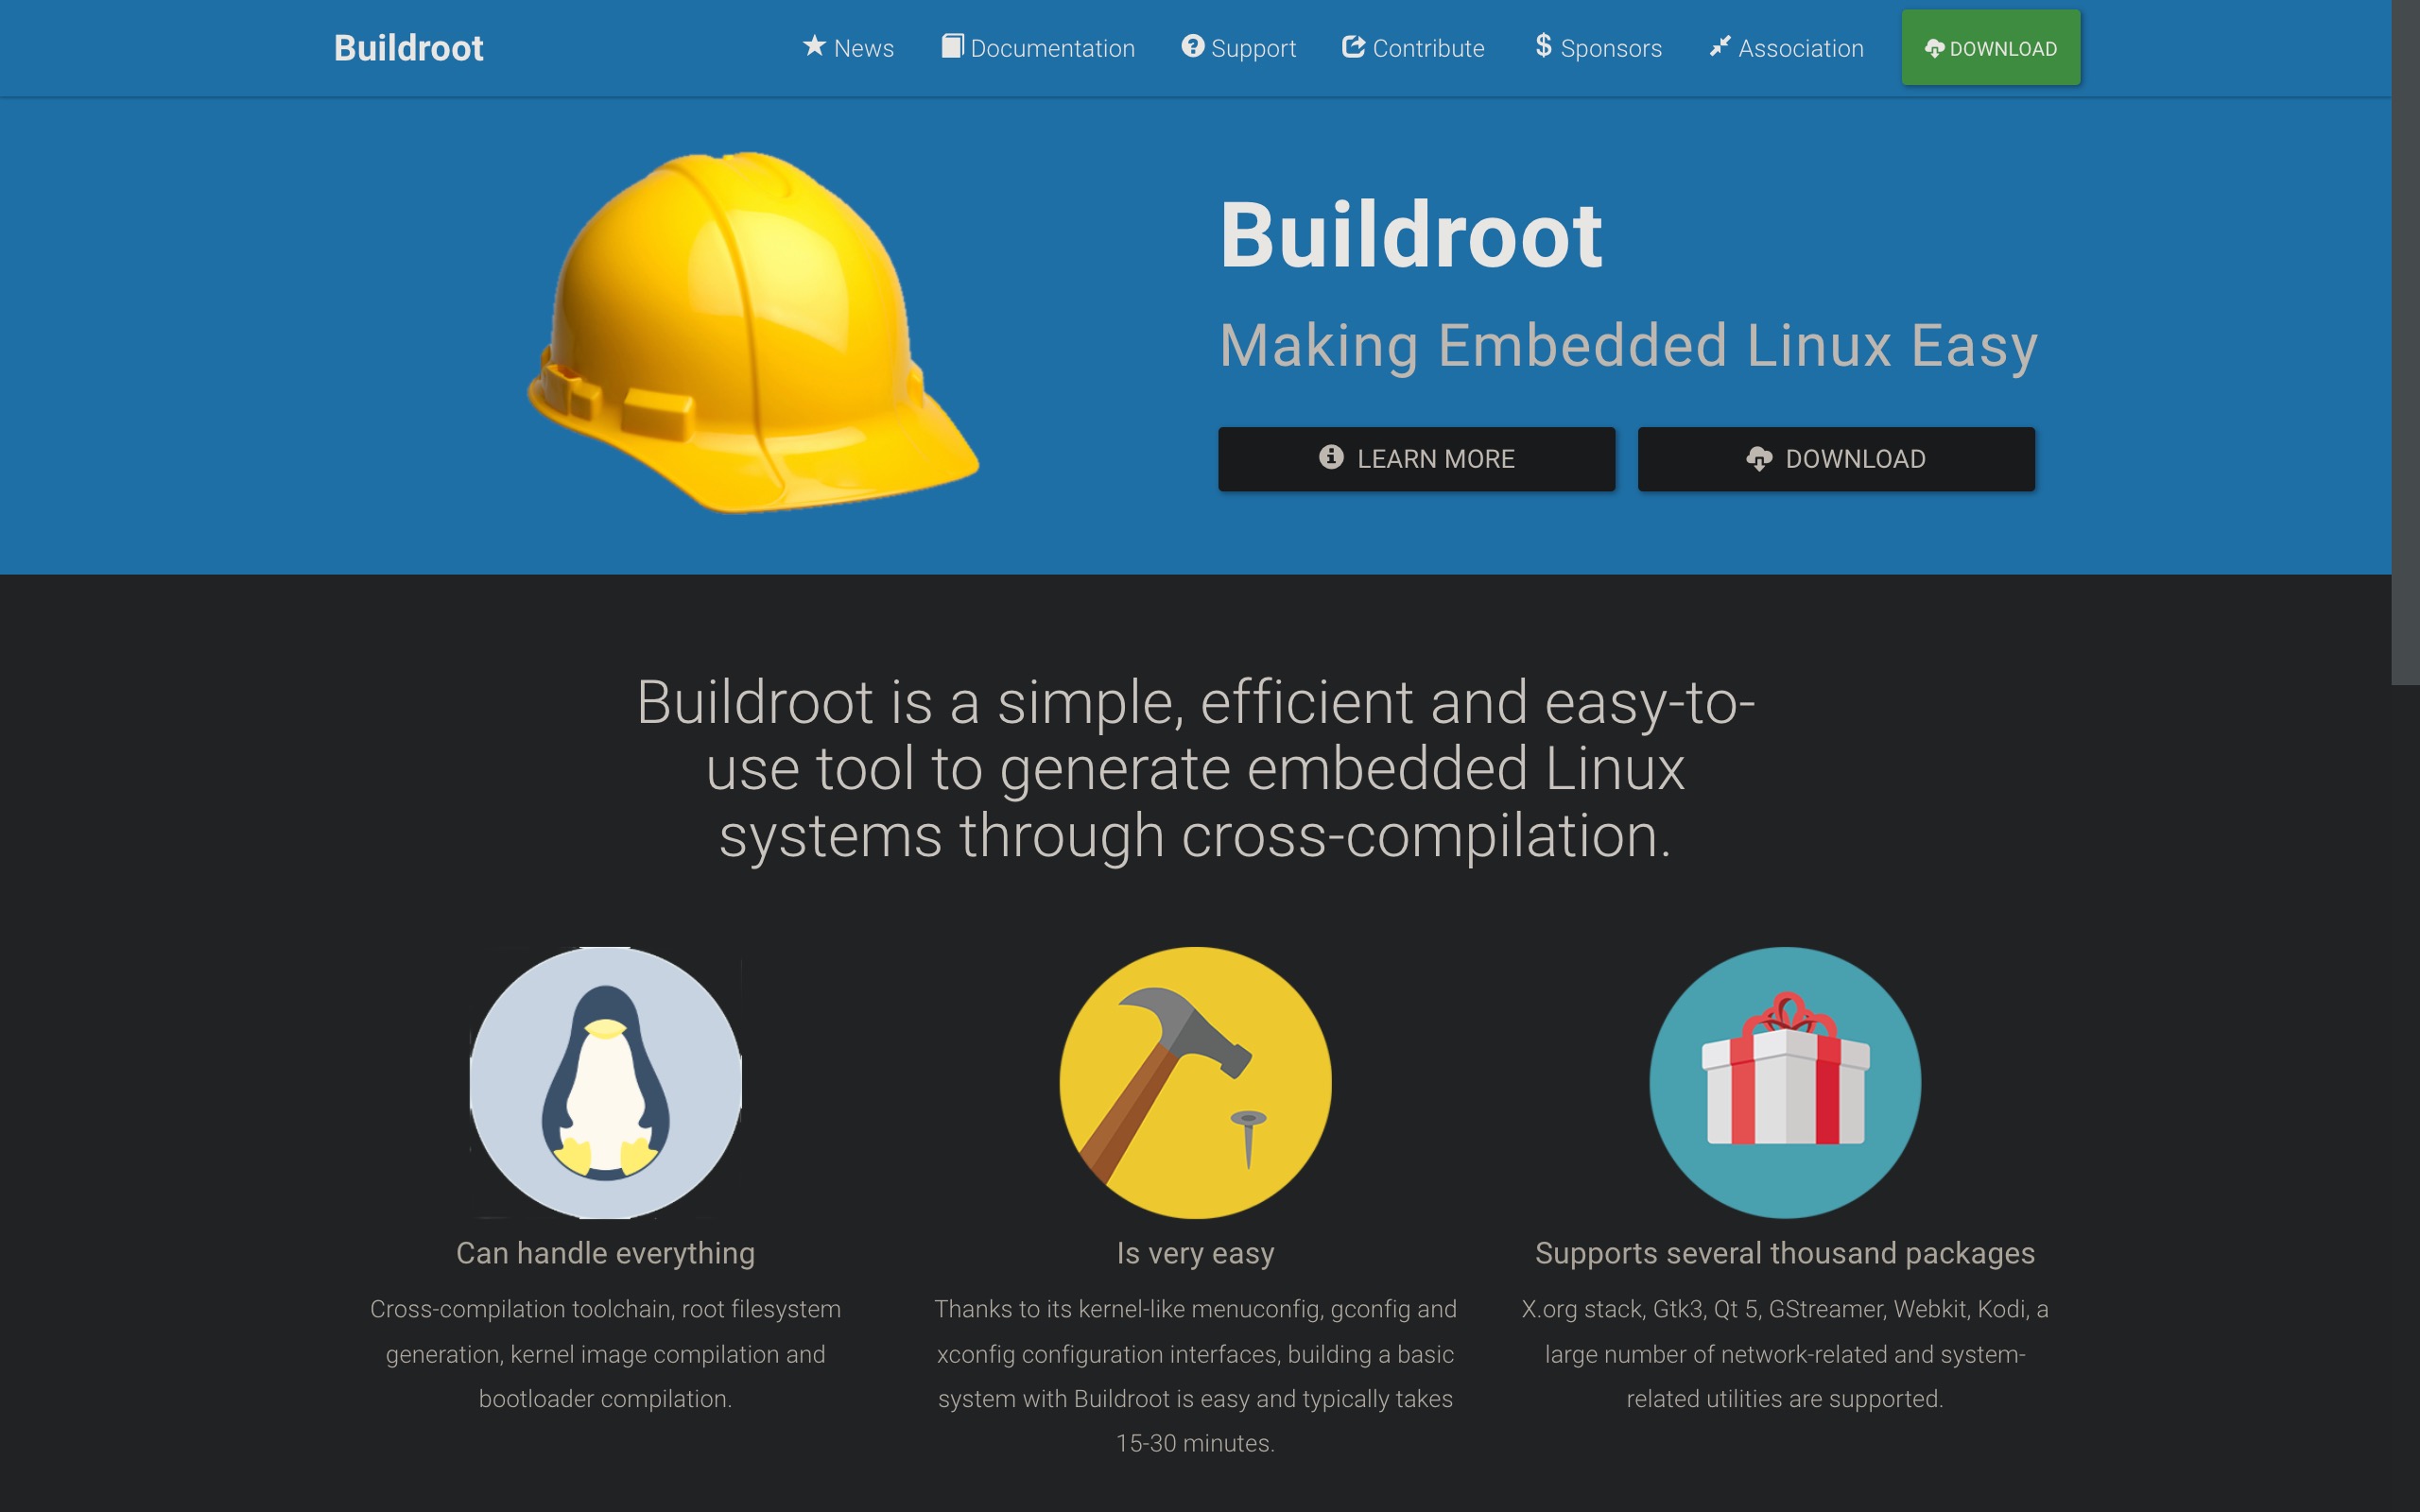 Buildroot
News
Documentation
Support
Contribute
Sponsors
Association
DOWNLOAD
Buildroot
Making Embedded Linux Easy
LEARN MORE
DOWNLOAD
Buildroot is a simple, efficient and easy-to-
use tool to generate embedded Linux
systems through cross-compilation.
Can handle everything
Cross-compilation toolchain, root filesystem
generation, kernel image compilation and
bootloader compilation.
Is very easy
Thanks to its kernel-like menuconfig, gconfig and
xconfig configuration interfaces, building a basic
system with Buildroot is easy and typically takes
15-30 minutes.
Supports several thousand packages
X.org stack, Gtk3, Qt 5, GStreamer, Webkit, Kodi, a
large number of network-related and system-
related utilities are supported.